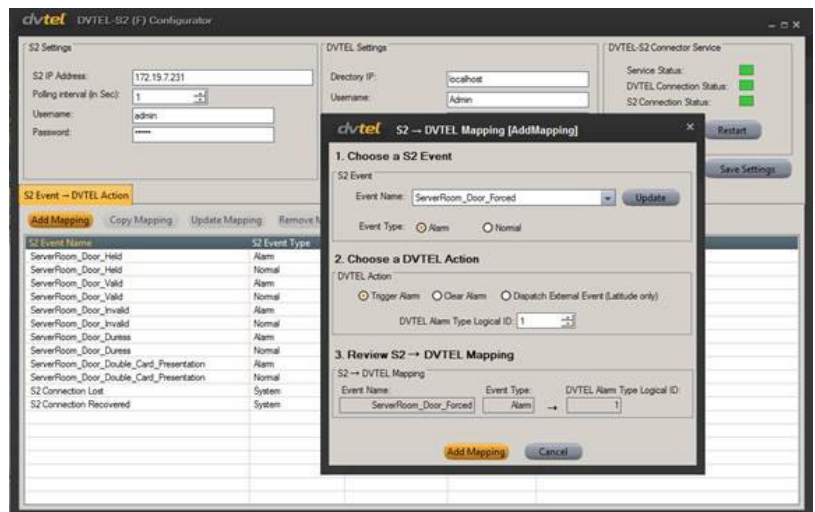 dvtel DVTEL-S2 (F) Configurator
S2 Settings
S2 IP Address: 172.19.7.231
Polling interval (in Sec): 1
Username: admin
Password: *****
DVTEL Settings
Directory IP: localhost
Username: Admin
DVTEL-S2 Connector Service
Service Status:
DVTEL Connection Status:
S2 Connection Status:
Restart
Save Settings
S2 Event → DVTEL Action
Add Mapping Copy Mapping Update Mapping Remove
S2 Event Name S2 Event Type
ServerRoom_Door_Held Alarm
ServerRoom_Door_Held Normal
ServerRoom_Door_Valid Alarm
ServerRoom_Door_Valid Normal
ServerRoom_Door_Invalid Alarm
ServerRoom_Door_Invalid Normal
ServerRoom_Door_Duress Alarm
ServerRoom_Door_Duress Normal
ServerRoom_Door_Double_Card_Presentation Alarm
ServerRoom_Door_Double_Card_Presentation Normal
S2 Connection Lost System
S2 Connection Recovered System
dvtel S2 → DVTEL Mapping [AddMapping]
1. Choose a S2 Event
S2 Event
Event Name: ServerRoom_Door_Forced Update
Event Type: Alarm Normal
2. Choose a DVTEL Action
DVTEL Action
Trigger Alarm Clear Alarm Dispatch External Event (Latitude only)
DVTEL Alarm Type Logical ID: 1
3. Review S2 → DVTEL Mapping
S2 → DVTEL Mapping
Event Name: Event Type: DVTEL Alarm Type Logical ID:
ServerRoom_Door_Forced Alarm → 1
Add Mapping Cancel